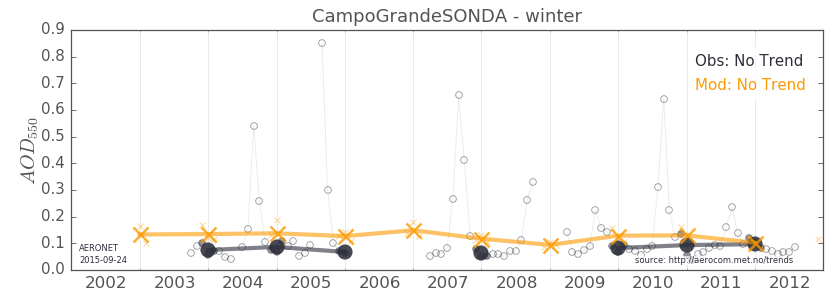 CampoGrandeSONDA - winter
0.9
0.8
0.7
0.6
0.5
0.4
0.3
0.2
0.1
0.0
AOD550
Obs: No Trend
Mod: No Trend
AERONET
2015-09-24
source: http://aerocom.met.no/trends
2002 2003 2004 2005 2006 2007 2008 2009 2010 2011 2012